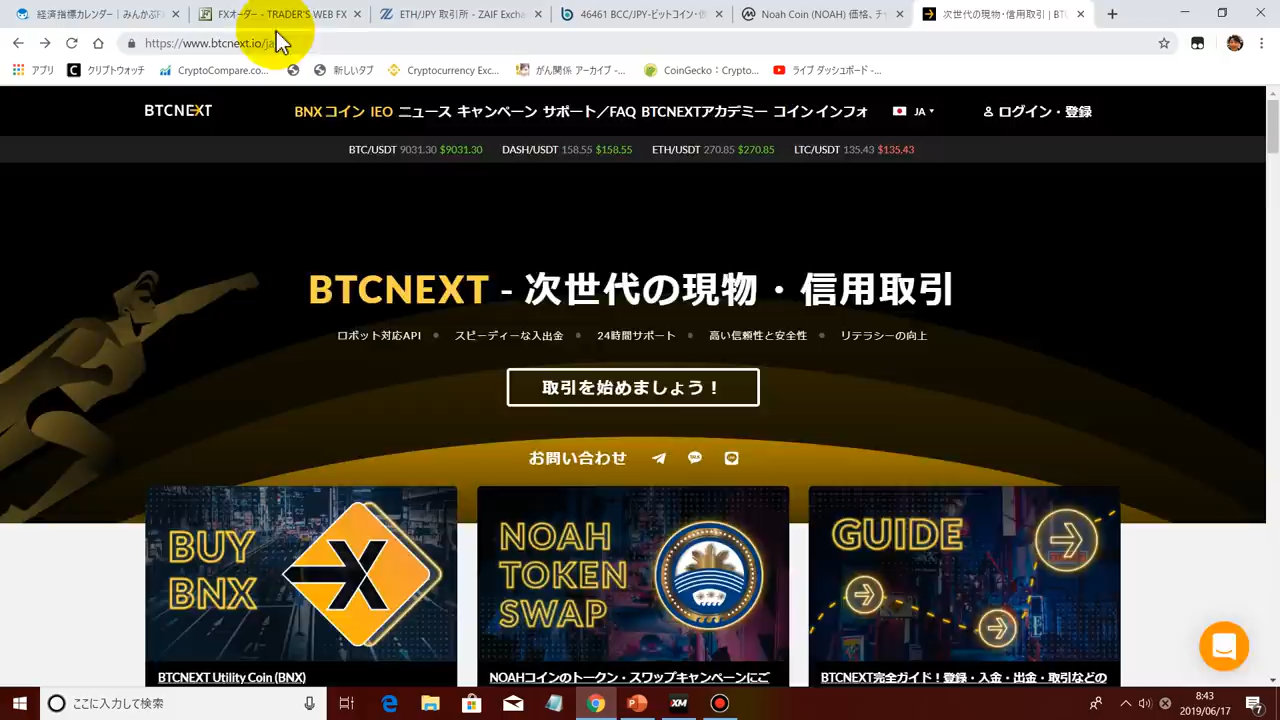 経済指標カレンダー | みんかぶFX
FXオーダー - TRADER'S WEB FX
ETH/JPY 取引所 - ZAIF Excha
46461 BCC/JPY-ビットコイン
Noah Coin (NOAH) 価格、チ
次世代の現物・信用取引 | BT
https://www.btcnext.io/ja
アプリ
クリプトウォッチ
CryptoCompare.co...
新しいタブ
Cryptocurrency Exc...
がん関係 アーカイブ -...
CoinGecko：Crypto...
ライブ ダッシュボード -...
BTCNEXT
BNX コイン IEO ニュース キャンペーン サポート／FAQ BTCNEXTアカデミー コイン インフォ
JA
ログイン・登録
BTC/USDT 9031.30 $9031.30
DASH/USDT 158.55 $158.55
ETH/USDT 270.85 $270.85
LTC/USDT 135.43 $135.43
BTCNEXT - 次世代の現物・信用取引
ロボット対応API ● スピーディーな入出金 ● 24時間サポート ● 高い信頼性と安全性 ● リテラシーの向上
取引を始めましょう！
お問い合わせ
TALK
LINE
BUY
BNX
NOAH
TOKEN
SWAP
GUIDE
BTCNEXT Utility Coin (BNX)
NOAHコインのトークン・スワップキャンペーンにご
BTCNEXT完全ガイド！登録・入金・出金・取引などの
ここに入力して検索
XM
8:43
2019/06/17
7